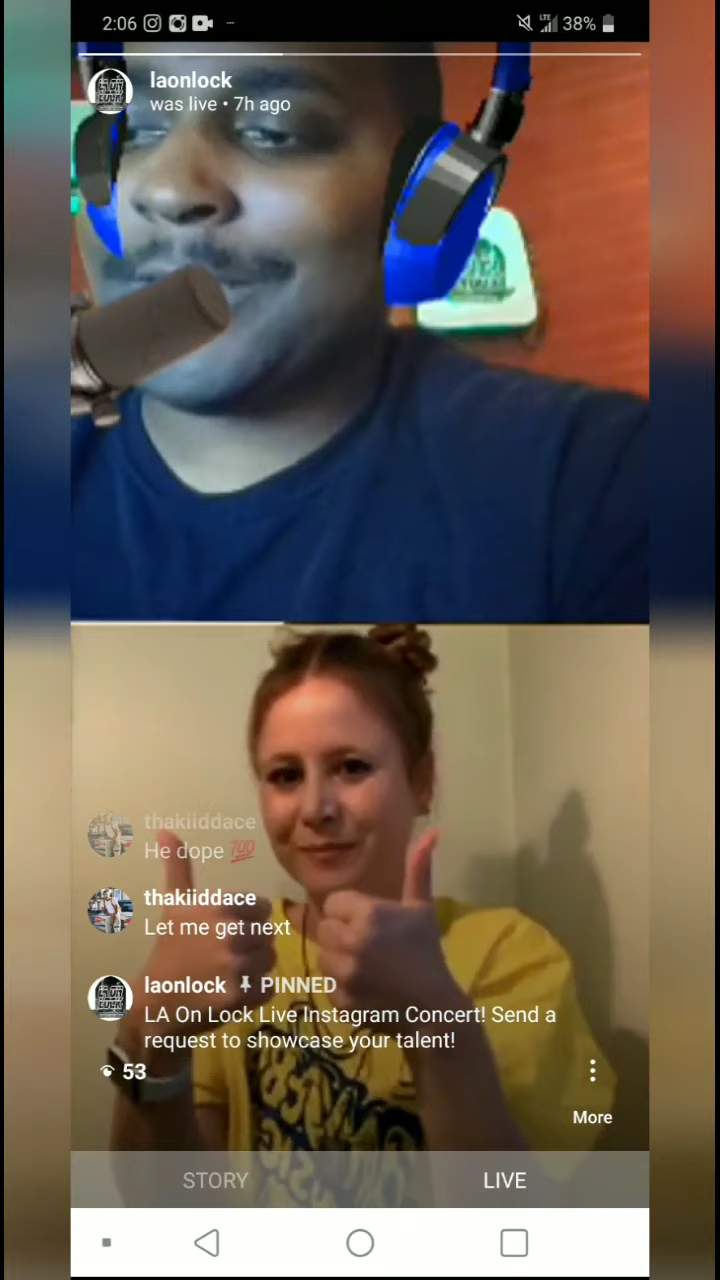 2:06
LTE
38%
laonlock
was live • 7h ago
thakiiddace
He dope 💯
thakiiddace
Let me get next
laonlock PINNED
LA On Lock Live Instagram Concert! Send a
request to showcase your talent!
53
More
STORY
LIVE